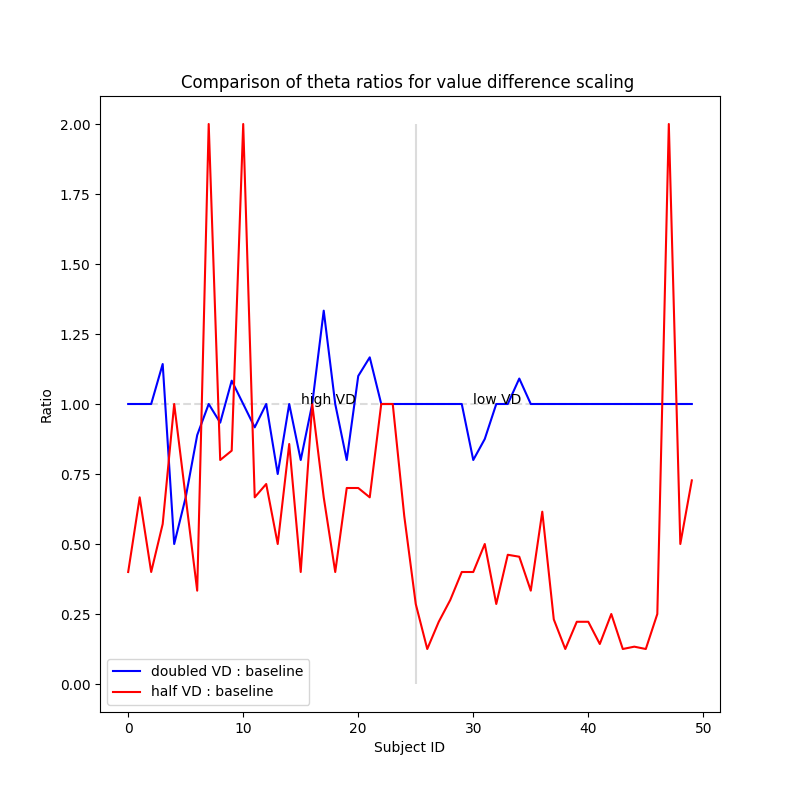 Comparison of theta ratios for value difference scaling
2.00
1.75
1.50
1.25
1.00
0.75
0.50
0.25
0.00
Ratio
high VD
low VD
doubled VD : baseline
half VD : baseline
0 10 20 30 40 50
Subject ID